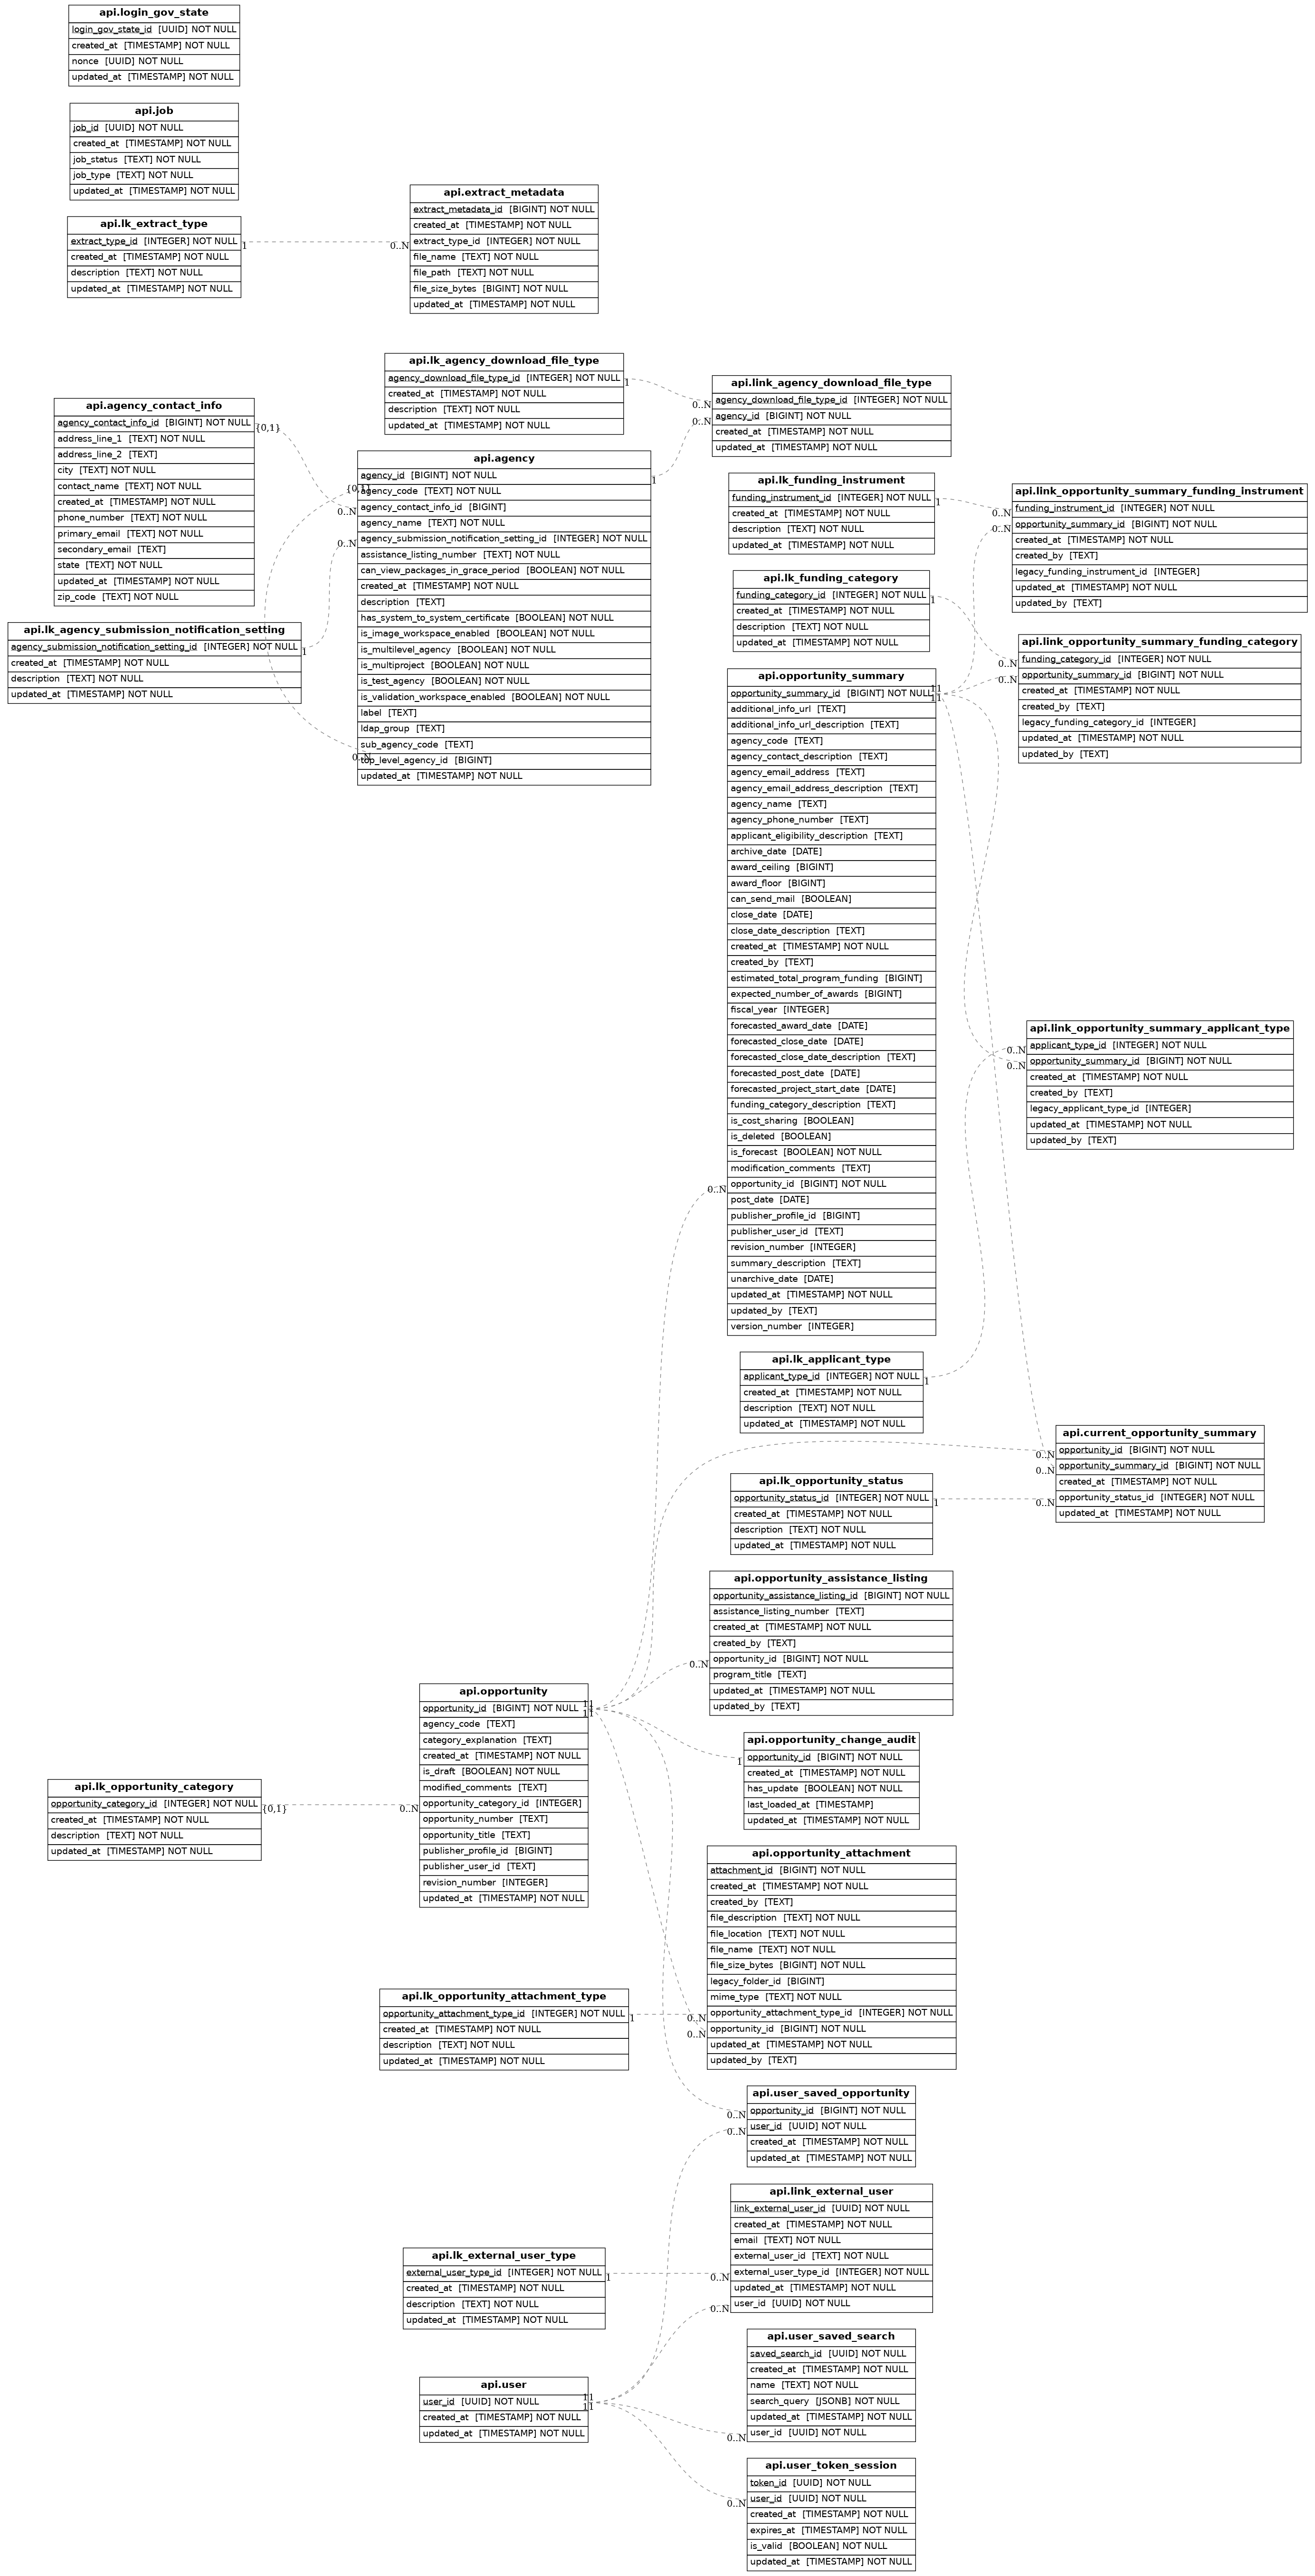 api.login_gov_state
login_gov_state_id [UUID] NOT NULL
created_at [TIMESTAMP] NOT NULL
nonce [UUID] NOT NULL
updated_at [TIMESTAMP] NOT NULL
api.job
job_id [UUID] NOT NULL
created_at [TIMESTAMP] NOT NULL
job_status [TEXT] NOT NULL
job_type [TEXT] NOT NULL
updated_at [TIMESTAMP] NOT NULL
api.lk_extract_type
extract_type_id [INTEGER] NOT NULL
created_at [TIMESTAMP] NOT NULL
description [TEXT] NOT NULL
updated_at [TIMESTAMP] NOT NULL
1
0..N
api.extract_metadata
extract_metadata_id [BIGINT] NOT NULL
created_at [TIMESTAMP] NOT NULL
extract_type_id [INTEGER] NOT NULL
file_name [TEXT] NOT NULL
file_path [TEXT] NOT NULL
file_size_bytes [BIGINT] NOT NULL
updated_at [TIMESTAMP] NOT NULL
api.agency_contact_info
agency_contact_info_id [BIGINT] NOT NULL
address_line_1 [TEXT] NOT NULL
address_line_2 [TEXT]
city [TEXT] NOT NULL
contact_name [TEXT] NOT NULL
created_at [TIMESTAMP] NOT NULL
phone_number [TEXT] NOT NULL
primary_email [TEXT] NOT NULL
secondary_email [TEXT]
state [TEXT] NOT NULL
updated_at [TIMESTAMP] NOT NULL
zip_code [TEXT] NOT NULL
{0,1}
0..N
api.lk_agency_submission_notification_setting
agency_submission_notification_setting_id [INTEGER] NOT NULL
created_at [TIMESTAMP] NOT NULL
description [TEXT] NOT NULL
updated_at [TIMESTAMP] NOT NULL
1
0..N
api.lk_agency_download_file_type
agency_download_file_type_id [INTEGER] NOT NULL
created_at [TIMESTAMP] NOT NULL
description [TEXT] NOT NULL
updated_at [TIMESTAMP] NOT NULL
1
0..N
api.agency
agency_id [BIGINT] NOT NULL
agency_code [TEXT] NOT NULL
agency_contact_info_id [BIGINT]
agency_name [TEXT] NOT NULL
agency_submission_notification_setting_id [INTEGER] NOT NULL
assistance_listing_number [TEXT] NOT NULL
can_view_packages_in_grace_period [BOOLEAN] NOT NULL
created_at [TIMESTAMP] NOT NULL
description [TEXT]
has_system_to_system_certificate [BOOLEAN] NOT NULL
is_image_workspace_enabled [BOOLEAN] NOT NULL
is_multilevel_agency [BOOLEAN] NOT NULL
is_multiproject [BOOLEAN] NOT NULL
is_test_agency [BOOLEAN] NOT NULL
is_validation_workspace_enabled [BOOLEAN] NOT NULL
label [TEXT]
ldap_group [TEXT]
sub_agency_code [TEXT]
top_level_agency_id [BIGINT]
updated_at [TIMESTAMP] NOT NULL
{0,1}
0..N
1
0..N
api.link_agency_download_file_type
agency_download_file_type_id [INTEGER] NOT NULL
agency_id [BIGINT] NOT NULL
created_at [TIMESTAMP] NOT NULL
updated_at [TIMESTAMP] NOT NULL
api.lk_funding_instrument
funding_instrument_id [INTEGER] NOT NULL
created_at [TIMESTAMP] NOT NULL
description [TEXT] NOT NULL
updated_at [TIMESTAMP] NOT NULL
1
0..N
0..N
api.link_opportunity_summary_funding_instrument
funding_instrument_id [INTEGER] NOT NULL
opportunity_summary_id [BIGINT] NOT NULL
created_at [TIMESTAMP] NOT NULL
created_by [TEXT]
legacy_funding_instrument_id [INTEGER]
updated_at [TIMESTAMP] NOT NULL
updated_by [TEXT]
api.lk_funding_category
funding_category_id [INTEGER] NOT NULL
created_at [TIMESTAMP] NOT NULL
description [TEXT] NOT NULL
updated_at [TIMESTAMP] NOT NULL
1
0..N
0..N
api.link_opportunity_summary_funding_category
funding_category_id [INTEGER] NOT NULL
opportunity_summary_id [BIGINT] NOT NULL
created_at [TIMESTAMP] NOT NULL
created_by [TEXT]
legacy_funding_category_id [INTEGER]
updated_at [TIMESTAMP] NOT NULL
updated_by [TEXT]
api.opportunity_summary
opportunity_summary_id [BIGINT] NOT NULL
additional_info_url [TEXT]
additional_info_url_description [TEXT]
agency_code [TEXT]
agency_contact_description [TEXT]
agency_email_address [TEXT]
agency_email_address_description [TEXT]
agency_name [TEXT]
agency_phone_number [TEXT]
applicant_eligibility_description [TEXT]
archive_date [DATE]
award_ceiling [BIGINT]
award_floor [BIGINT]
can_send_mail [BOOLEAN]
close_date [DATE]
close_date_description [TEXT]
created_at [TIMESTAMP] NOT NULL
created_by [TEXT]
estimated_total_program_funding [BIGINT]
expected_number_of_awards [BIGINT]
fiscal_year [INTEGER]
forecasted_award_date [DATE]
forecasted_close_date [DATE]
forecasted_close_date_description [TEXT]
forecasted_post_date [DATE]
forecasted_project_start_date [DATE]
funding_category_description [TEXT]
is_cost_sharing [BOOLEAN]
is_deleted [BOOLEAN]
is_forecast [BOOLEAN] NOT NULL
modification_comments [TEXT]
opportunity_id [BIGINT] NOT NULL
post_date [DATE]
publisher_profile_id [BIGINT]
publisher_user_id [TEXT]
revision_number [INTEGER]
summary_description [TEXT]
unarchive_date [DATE]
updated_at [TIMESTAMP] NOT NULL
updated_by [TEXT]
version_number [INTEGER]
11
11
0..N
api.link_opportunity_summary_applicant_type
applicant_type_id [INTEGER] NOT NULL
opportunity_summary_id [BIGINT] NOT NULL
created_at [TIMESTAMP] NOT NULL
created_by [TEXT]
legacy_applicant_type_id [INTEGER]
updated_at [TIMESTAMP] NOT NULL
updated_by [TEXT]
0..N
0..N
api.lk_applicant_type
applicant_type_id [INTEGER] NOT NULL
created_at [TIMESTAMP] NOT NULL
description [TEXT] NOT NULL
updated_at [TIMESTAMP] NOT NULL
1
api.current_opportunity_summary
opportunity_id [BIGINT] NOT NULL
opportunity_summary_id [BIGINT] NOT NULL
created_at [TIMESTAMP] NOT NULL
opportunity_status_id [INTEGER] NOT NULL
updated_at [TIMESTAMP] NOT NULL
0..N
0..N
0..N
api.lk_opportunity_status
opportunity_status_id [INTEGER] NOT NULL
created_at [TIMESTAMP] NOT NULL
description [TEXT] NOT NULL
updated_at [TIMESTAMP] NOT NULL
1
api.opportunity_assistance_listing
opportunity_assistance_listing_id [BIGINT] NOT NULL
assistance_listing_number [TEXT]
created_at [TIMESTAMP] NOT NULL
created_by [TEXT]
opportunity_id [BIGINT] NOT NULL
program_title [TEXT]
updated_at [TIMESTAMP] NOT NULL
updated_by [TEXT]
0..N
api.opportunity
opportunity_id [BIGINT] NOT NULL
agency_code [TEXT]
category_explanation [TEXT]
created_at [TIMESTAMP] NOT NULL
is_draft [BOOLEAN] NOT NULL
modified_comments [TEXT]
opportunity_category_id [INTEGER]
opportunity_number [TEXT]
opportunity_title [TEXT]
publisher_profile_id [BIGINT]
publisher_user_id [TEXT]
revision_number [INTEGER]
updated_at [TIMESTAMP] NOT NULL
11
11
api.opportunity_change_audit
opportunity_id [BIGINT] NOT NULL
created_at [TIMESTAMP] NOT NULL
has_update [BOOLEAN] NOT NULL
last_loaded_at [TIMESTAMP]
updated_at [TIMESTAMP] NOT NULL
1
api.lk_opportunity_category
opportunity_category_id [INTEGER] NOT NULL
created_at [TIMESTAMP] NOT NULL
description [TEXT] NOT NULL
updated_at [TIMESTAMP] NOT NULL
{0,1}
0..N
api.opportunity_attachment
attachment_id [BIGINT] NOT NULL
created_at [TIMESTAMP] NOT NULL
created_by [TEXT]
file_description [TEXT] NOT NULL
file_location [TEXT] NOT NULL
file_name [TEXT] NOT NULL
file_size_bytes [BIGINT] NOT NULL
legacy_folder_id [BIGINT]
mime_type [TEXT] NOT NULL
opportunity_attachment_type_id [INTEGER] NOT NULL
opportunity_id [BIGINT] NOT NULL
updated_at [TIMESTAMP] NOT NULL
updated_by [TEXT]
0..N
0..N
api.lk_opportunity_attachment_type
opportunity_attachment_type_id [INTEGER] NOT NULL
created_at [TIMESTAMP] NOT NULL
description [TEXT] NOT NULL
updated_at [TIMESTAMP] NOT NULL
1
api.user_saved_opportunity
opportunity_id [BIGINT] NOT NULL
user_id [UUID] NOT NULL
created_at [TIMESTAMP] NOT NULL
updated_at [TIMESTAMP] NOT NULL
0..N
0..N
api.link_external_user
link_external_user_id [UUID] NOT NULL
created_at [TIMESTAMP] NOT NULL
email [TEXT] NOT NULL
external_user_id [TEXT] NOT NULL
external_user_type_id [INTEGER] NOT NULL
updated_at [TIMESTAMP] NOT NULL
user_id [UUID] NOT NULL
0..N
0..N
api.lk_external_user_type
external_user_type_id [INTEGER] NOT NULL
created_at [TIMESTAMP] NOT NULL
description [TEXT] NOT NULL
updated_at [TIMESTAMP] NOT NULL
1
api.user_saved_search
saved_search_id [UUID] NOT NULL
created_at [TIMESTAMP] NOT NULL
name [TEXT] NOT NULL
search_query [JSONB] NOT NULL
updated_at [TIMESTAMP] NOT NULL
user_id [UUID] NOT NULL
0..N
api.user
user_id [UUID] NOT NULL
created_at [TIMESTAMP] NOT NULL
updated_at [TIMESTAMP] NOT NULL
11
11
api.user_token_session
token_id [UUID] NOT NULL
user_id [UUID] NOT NULL
created_at [TIMESTAMP] NOT NULL
expires_at [TIMESTAMP] NOT NULL
is_valid [BOOLEAN] NOT NULL
updated_at [TIMESTAMP] NOT NULL
0..N